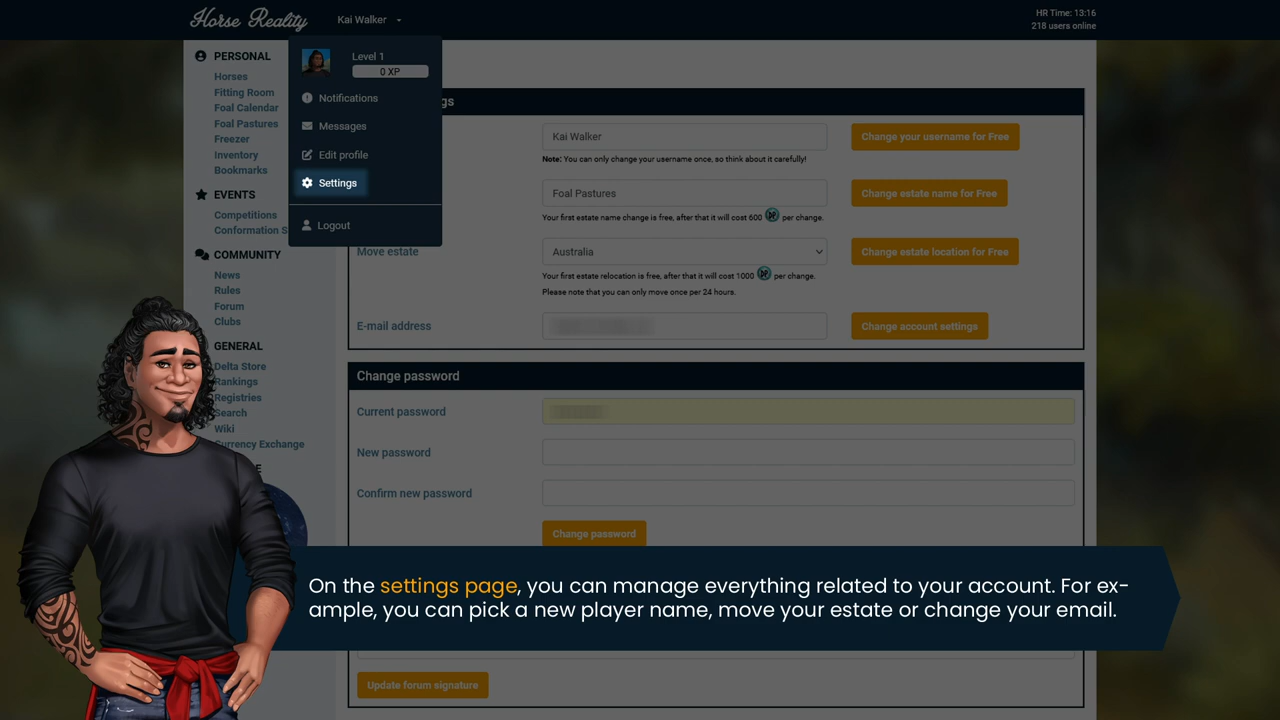 Horse Reality
Kai Walker
HR Time: 13:16
218 users online
PERSONAL
Horses
Fitting Room
Foal Calendar
Foal Pastures
Freezer
Inventory
Bookmarks
EVENTS
Competitions
Conformation S
COMMUNITY
News
Rules
Forum
Clubs
GENERAL
Delta Store
Rankings
Registries
Search
Wiki
Currency Exchange
Level 1
0 XP
Notifications
Messages
Edit profile
Settings
Logout
gs
Kai Walker
Change your username for Free
Note: You can only change your username once, so think about it carefully!
Foal Pastures
Change estate name for Free
Your first estate name change is free, after that it will cost 600 DP per change.
Move estate
Australia
Change estate location for Free
Your first estate relocation is free, after that it will cost 1000 DP per change.
Please note that you can only move once per 24 hours.
E-mail address
Change account settings
Change password
Current password
New password
Confirm new password
Change password
On the settings page, you can manage everything related to your account. For ex-
ample, you can pick a new player name, move your estate or change your email.
Update forum signature